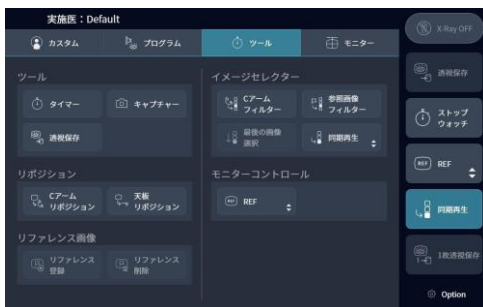 実施医：Default
カスタム
プログラム
ツール
モニター
ツール
タイマー
キャプチャー
透視保存
リポジション
Cアーム
リポジション
天板
リポジション
リファレンス画像
リファレンス
登録
リファレンス
削除
イメージセレクター
Cアーム
フィルター
参照画像
フィルター
最後の画像
選択
同期再生
モニターコントロール
REF
REF
X-Ray OFF
透視保存
ストップ
ウォッチ
REF
REF
同期再生
1枚透視保存
Option